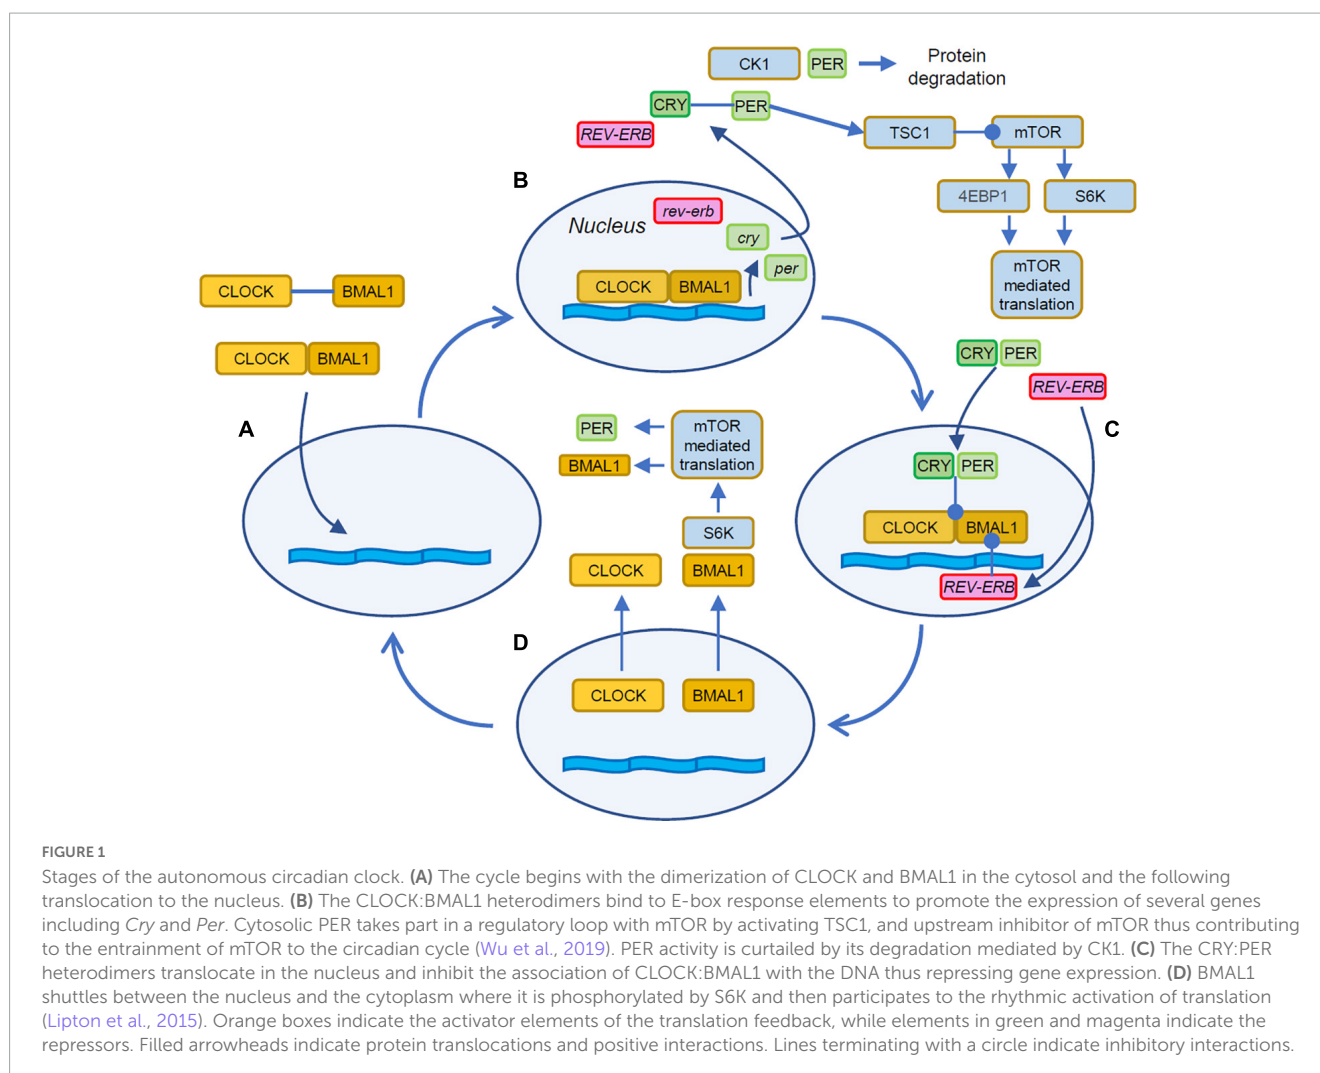 CK1
PER
Protein
degradation
CRY
PER
REV-ERB
TSC1
mTOR
4EBP1
S6K
mTOR
mediated
translation
B
Nucleus
rev-erb
cry
per
CLOCK
BMAL1
CLOCK
BMAL1
CLOCK
BMAL1
A
CRY
PER
REV-ERB
C
CRY
PER
CLOCK
BMAL1
REV-ERB
PER
BMAL1
mTOR
mediated
translation
S6K
CLOCK
BMAL1
D
CLOCK
BMAL1
FIGURE 1
Stages of the autonomous circadian clock. (A) The cycle begins with the dimerization of CLOCK and BMAL1 in the cytosol and the following
translocation to the nucleus. (B) The CLOCK:BMAL1 heterodimers bind to E-box response elements to promote the expression of several genes
including Cry and Per. Cytosolic PER takes part in a regulatory loop with mTOR by activating TSC1, and upstream inhibitor of mTOR thus contributing
to the entrainment of mTOR to the circadian cycle (Wu et al., 2019). PER activity is curtailed by its degradation mediated by CK1. (C) The CRY:PER
heterodimers translocate in the nucleus and inhibit the association of CLOCK:BMAL1 with the DNA thus repressing gene expression. (D) BMAL1
shuttles between the nucleus and the cytoplasm where it is phosphorylated by S6K and then participates to the rhythmic activation of translation
(Lipton et al., 2015). Orange boxes indicate the activator elements of the translation feedback, while elements in green and magenta indicate the
repressors. Filled arrowheads indicate protein translocations and positive interactions. Lines terminating with a circle indicate inhibitory interactions.